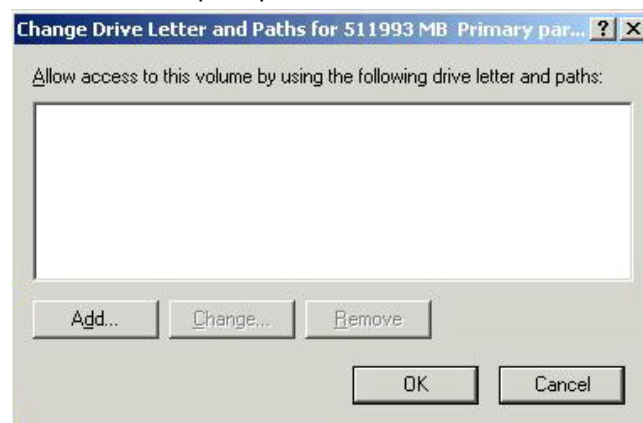 Change Drive Letter and Paths for 511993 MB Primary par... ? X
Allow access to this volume by using the following drive letter and paths:
Add... Change... Remove
OK Cancel